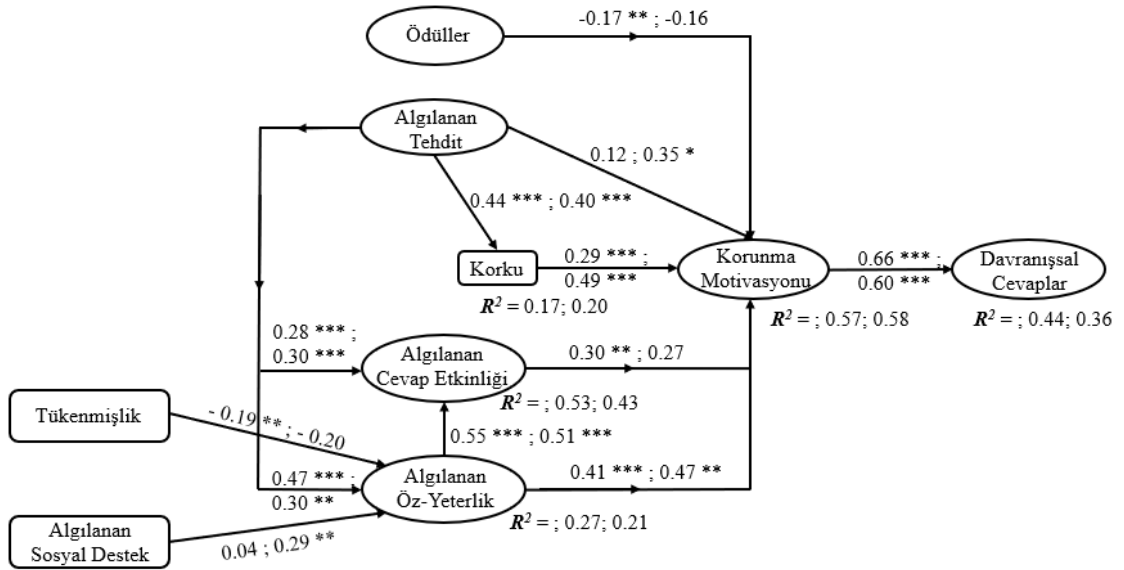 -0.17 ** ; -0.16
Ödüller
Algılanan
Tehdit
0.12 ; 0.35 *
0.44 *** ; 0.40 ***
Korku
0.29 *** ;
0.49 ***
R² = 0.17; 0.20
Korunma
Motivasyonu
R² = ; 0.57; 0.58
0.66 *** ;
0.60 ***
Davranışsal
Cevaplar
R² = ; 0.44; 0.36
0.28 *** ;
0.30 ***
Algılanan
Cevap Etkinliği
0.30 ** ; 0.27
R² = ; 0.53; 0.43
Tükenmişlik
- 0.19 ** ; - 0.20
0.55 *** ; 0.51 ***
0.47 *** ;
0.30 **
Algılanan
Öz-Yeterlik
0.41 *** ; 0.47 **
R² = ; 0.27; 0.21
Algılanan
Sosyal Destek
0.04 ; 0.29 **